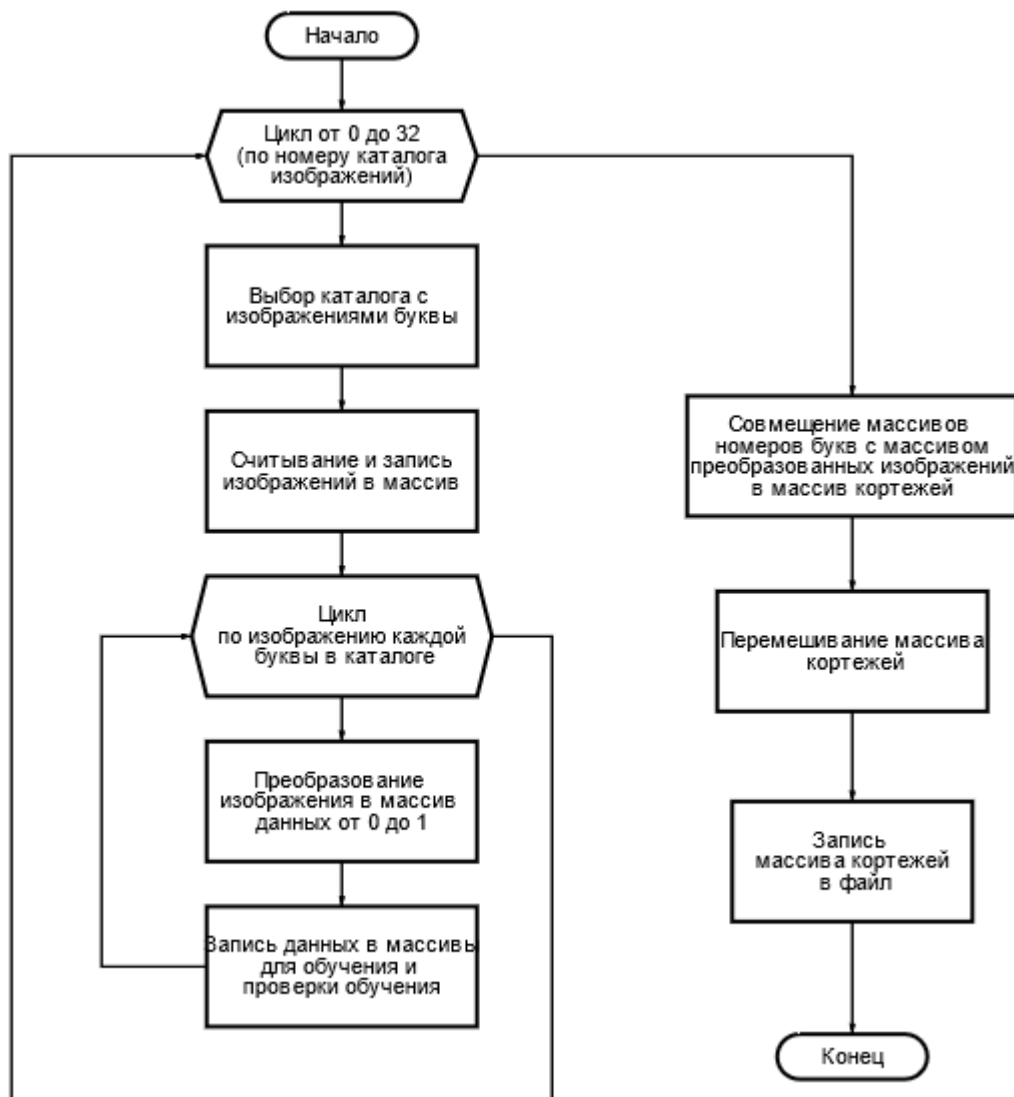 Начало
Цикл от 0 до 32
(по номеру каталога
изображений)
Выбор каталога с
изображениями буквы
Считывание и запись
изображений в массив
Цикл
по изображению каждой
буквы в каталоге
Преобразование
изображения в массив
данных от 0 до 1
Запись данных в массивы
для обучения и
проверки обучения
Совмещение массивов
номеров букв с массивом
преобразованных изображений
в массив кортежей
Перемешивание массива
кортежей
Запись
массива кортежей
в файл
Конец